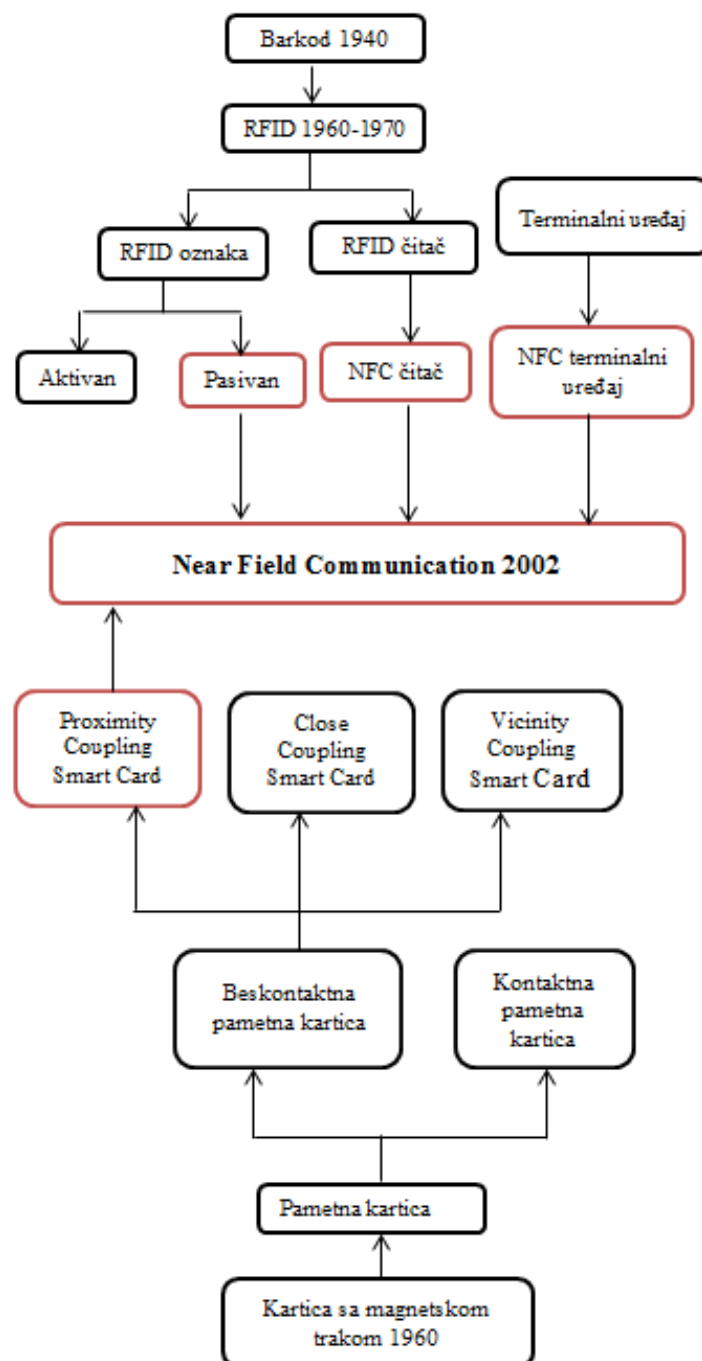 Barkod 1940
RFID 1960-1970
RFID oznaka
RFID čitač
Terminalni uređaj
Aktivan
Pasivan
NFC čitač
NFC terminalni
uređaj
Near Field Communication 2002
Proximity
Coupling
Smart Card
Close
Coupling
Smart Card
Vicinity
Coupling
Smart Card
Beskontaktna
pametna kartica
Kontaktna
pametna
kartica
Pametna kartica
Kartica sa magnetskom
trakom 1960